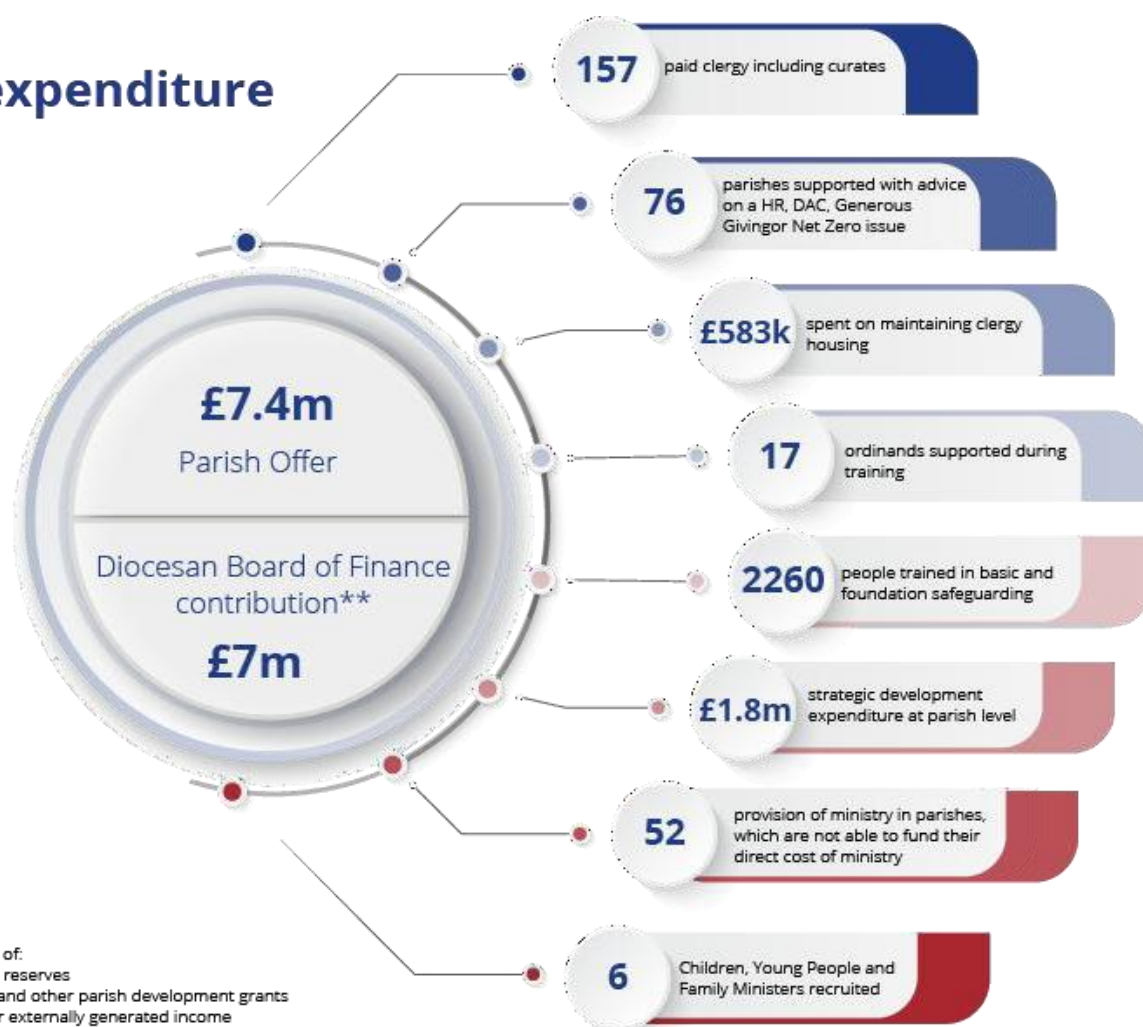 expenditure
157
paid clergy including curates
76
parishes supported with advice
on a HR, DAC, Generous
Givingor Net Zero issue
£583k
spent on maintaining clergy
housing
£7.4m
Parish Offer
17
ordinands supported during
training
Diocesan Board of Finance
contribution**
£7m
2260
people trained in basic and
foundation safeguarding
£1.8m
strategic development
expenditure at parish level
52
provision of ministry in parishes,
which are not able to fund their
direct cost of ministry
6
Children, Young People and
Family Ministers recruited
of:
reserves
and other parish development grants
r externally generated income